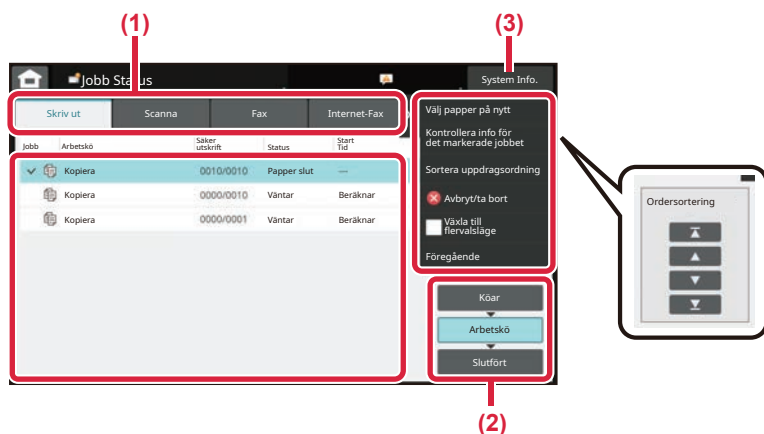 (1)
(3)
Jobb Status
System Info.
Skriv ut
Scanna
Fax
Internet-Fax
Jobb
Arbetskö
Säker
utskrift
Status
Start
Tid
Kopiera
0010/0010
Papper slut
—
Kopiera
0000/0010
Väntar
Beräknar
Kopiera
0000/0001
Väntar
Beräknar
Välj papper på nytt
Kontrollera info för
det markerade jobbet
Sortera uppdragsordning
Avbryt/ta bort
Växla till
flervalsläge
Föregående
Köar
Arbetskö
Slutfört
(2)
Ordersortering